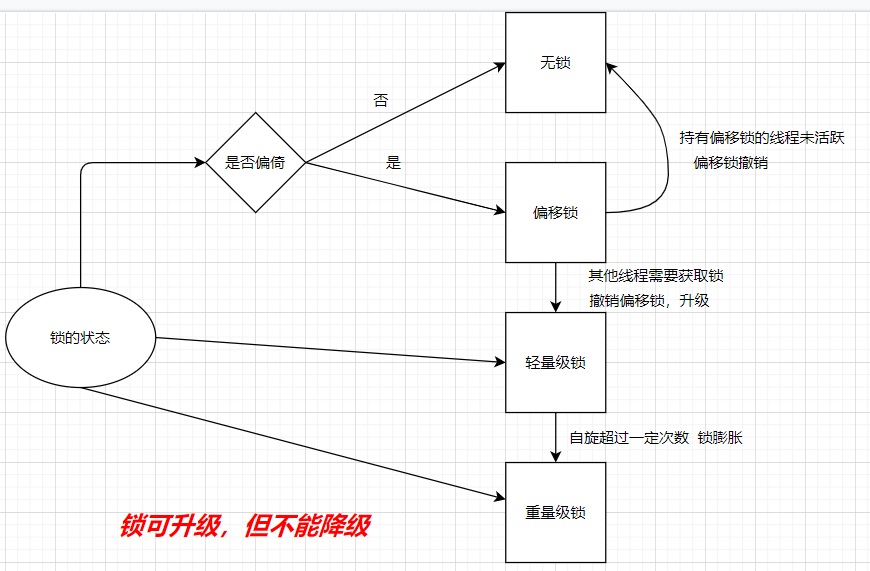 无锁
否
持有偏移锁的线程未活跃
偏移锁撤销
是否偏倚
是
偏移锁
其他线程需要获取锁
撤销偏移锁，升级
锁的状态
轻量级锁
自旋超过一定次数 锁膨胀
重量级锁
锁可升级，但不能降级